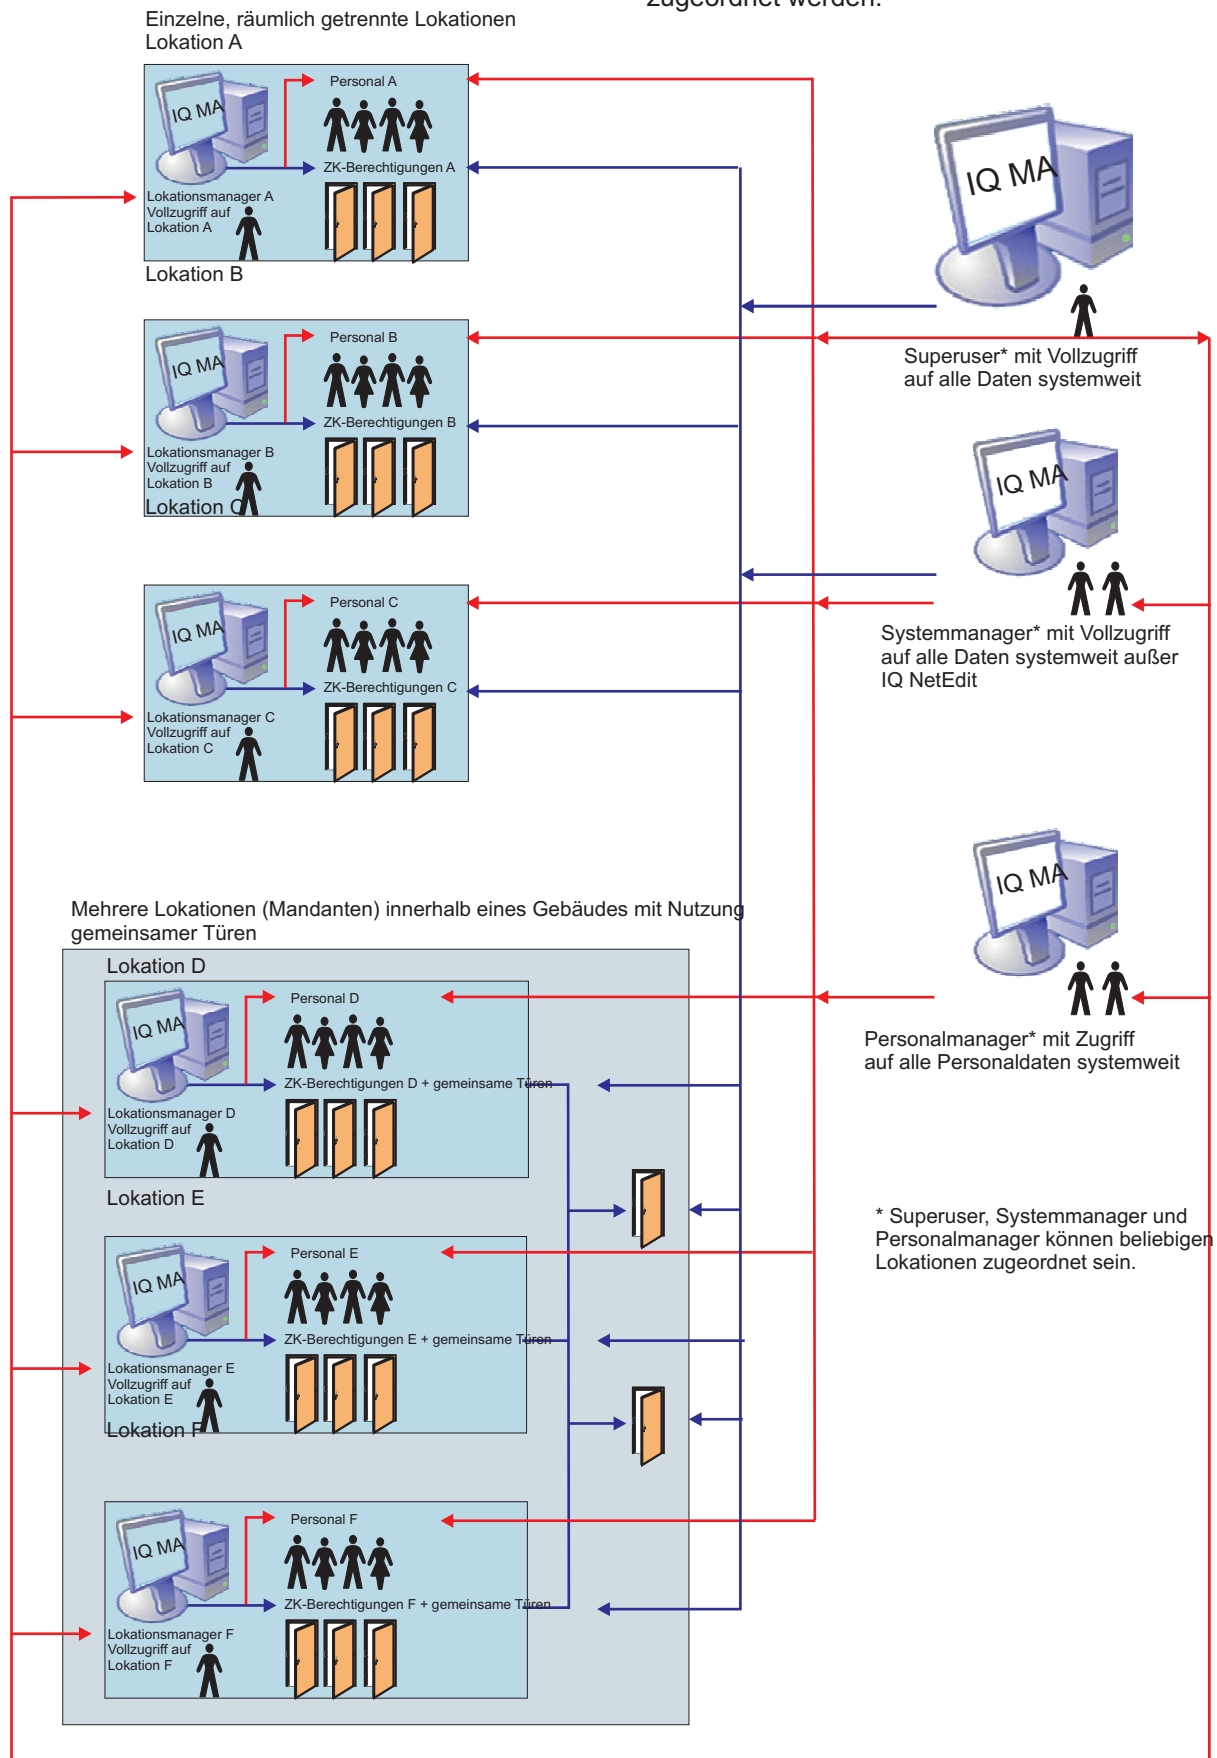 zugeordnet werden.
Einzelne, räumlich getrennte Lokationen
Lokation A
IQ MA
Personal A
ZK-Berechtigungen A
Lokationsmanager A
Vollzugriff auf
Lokation A
Lokation B
IQ MA
Personal B
ZK-Berechtigungen B
Lokationsmanager B
Vollzugriff auf
Lokation B
Lokation C
IQ MA
Personal C
ZK-Berechtigungen C
Lokationsmanager C
Vollzugriff auf
Lokation C
IQ MA
Superuser* mit Vollzugriff
auf alle Daten systemweit
IQ MA
Systemmanager* mit Vollzugriff
auf alle Daten systemweit außer
IQ NetEdit
IQ MA
Personalmanager* mit Zugriff
auf alle Personaldaten systemweit
* Superuser, Systemmanager und
Personalmanager können beliebigen
Lokationen zugeordnet sein.
Mehrere Lokationen (Mandanten) innerhalb eines Gebäudes mit Nutzung
gemeinsamer Türen
Lokation D
IQ MA
Personal D
ZK-Berechtigungen D + gemeinsame Türen
Lokationsmanager D
Vollzugriff auf
Lokation D
Lokation E
IQ MA
Personal E
ZK-Berechtigungen E + gemeinsame Türen
Lokationsmanager E
Vollzugriff auf
Lokation E
Lokation F
IQ MA
Personal F
ZK-Berechtigungen F + gemeinsame Türen
Lokationsmanager F
Vollzugriff auf
Lokation F